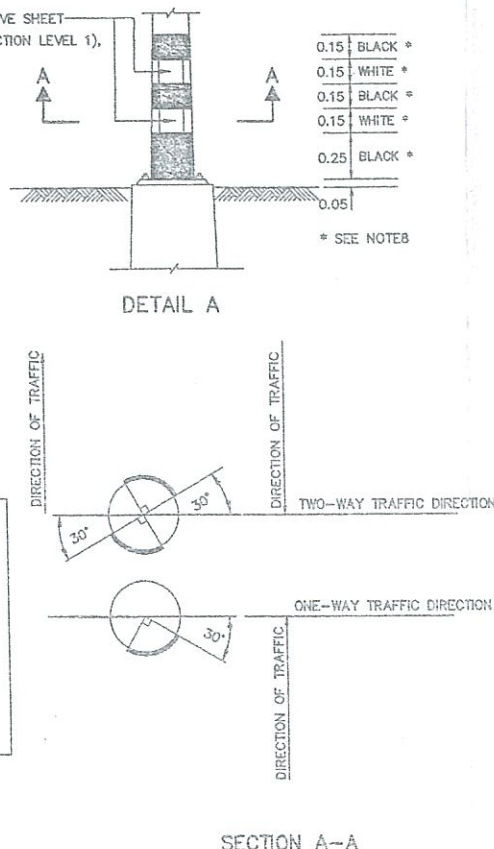 VE SHEET
CTION LEVEL 1),
A
A
0.15 BLACK *
0.15 WHITE *
0.15 BLACK *
0.15 WHITE *
0.25 BLACK *
0.05
* SEE NOTE8
DETAIL A
DIRECTION OF TRAFFIC
DIRECTION OF TRAFFIC
30°
30°
TWO-WAY TRAFFIC DIRECTION
ONE-WAY TRAFFIC DIRECTION
30°
DIRECTION OF TRAFFIC
SECTION A-A